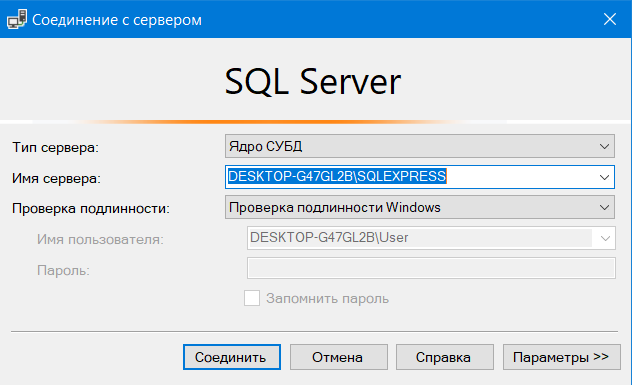 Соединение с сервером
SQL Server
Тип сервера: Ядро СУБД
Имя сервера: DESKTOP-G47GL2B\SQLEXPRESS
Проверка подлинности: Проверка подлинности Windows
Имя пользователя: DESKTOP-G47GL2B\User
Пароль:
Запомнить пароль
Соединить Отмена Справка Параметры >>